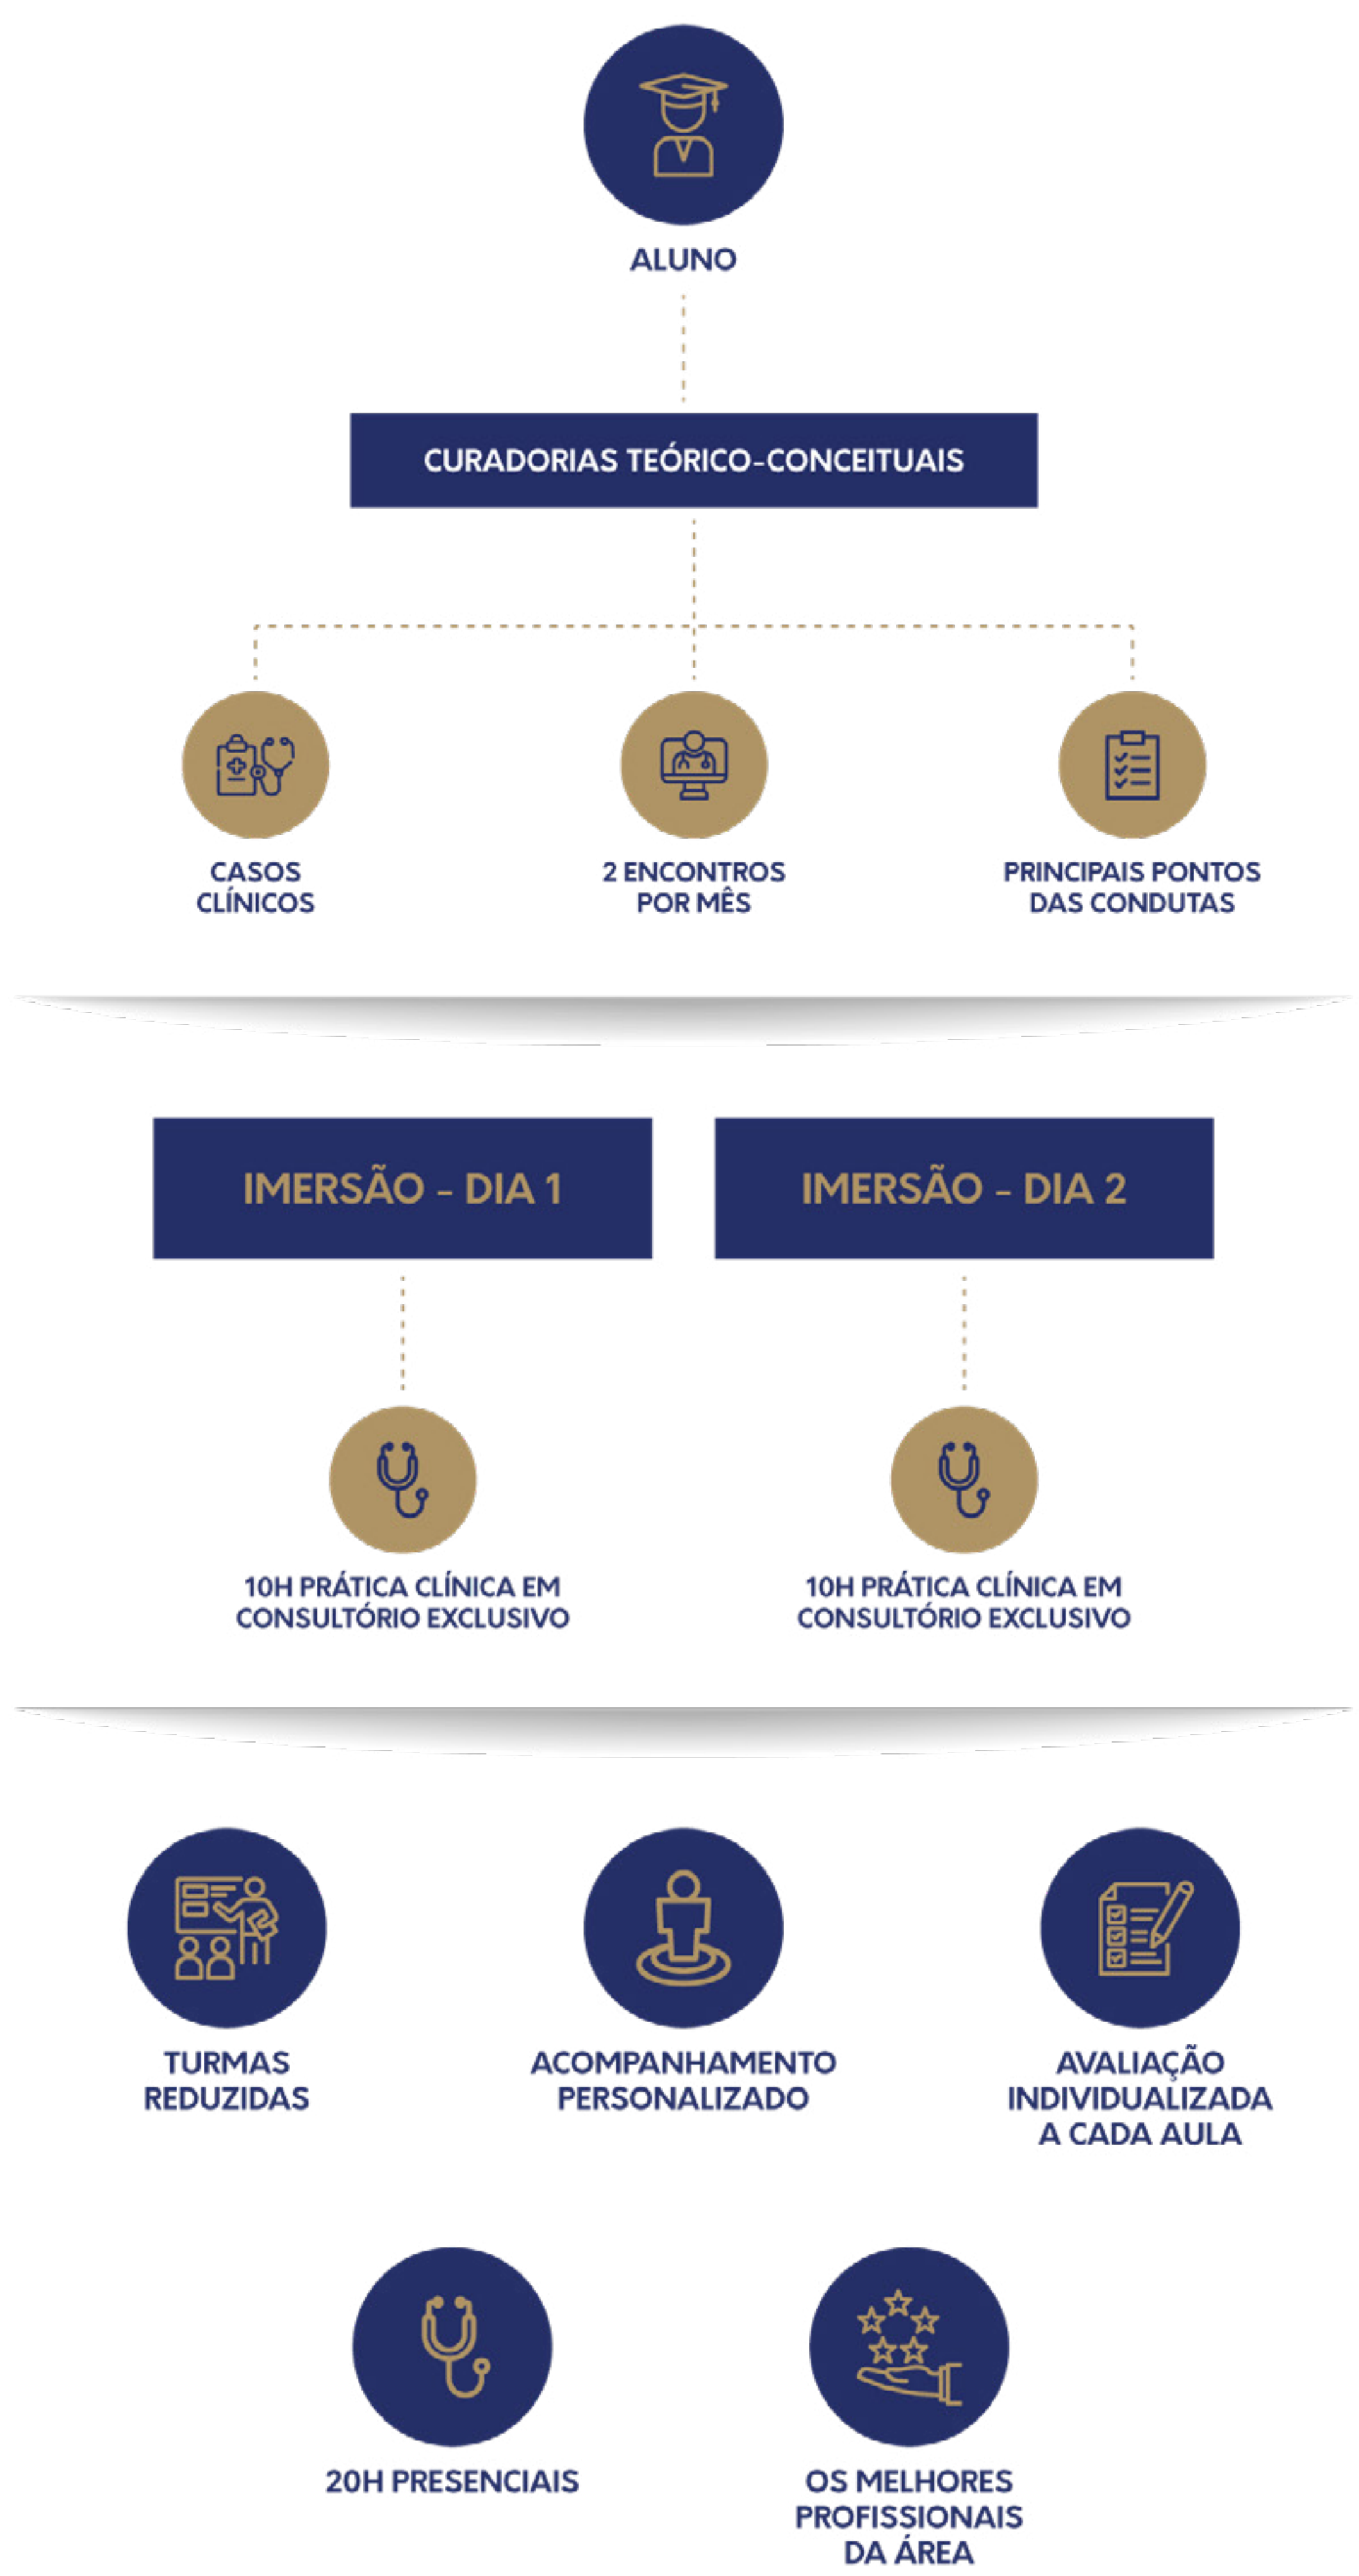 ALUNO
CURADORIAS TEÓRICO-CONCEITUAIS
CASOS
CLÍNICOS
2 ENCONTROS
POR MÊS
PRINCIPAIS PONTOS
DAS CONDUTAS
IMERSÃO - DIA 1
IMERSÃO - DIA 2
10H PRÁTICA CLÍNICA EM
CONSULTÓRIO EXCLUSIVO
10H PRÁTICA CLÍNICA EM
CONSULTÓRIO EXCLUSIVO
TURMAS
REDUZIDAS
ACOMPANHAMENTO
PERSONALIZADO
AVALIAÇÃO
INDIVIDUALIZADA
A CADA AULA
20H PRESENCIAIS
OS MELHORES
PROFISSIONAIS
DA ÁREA